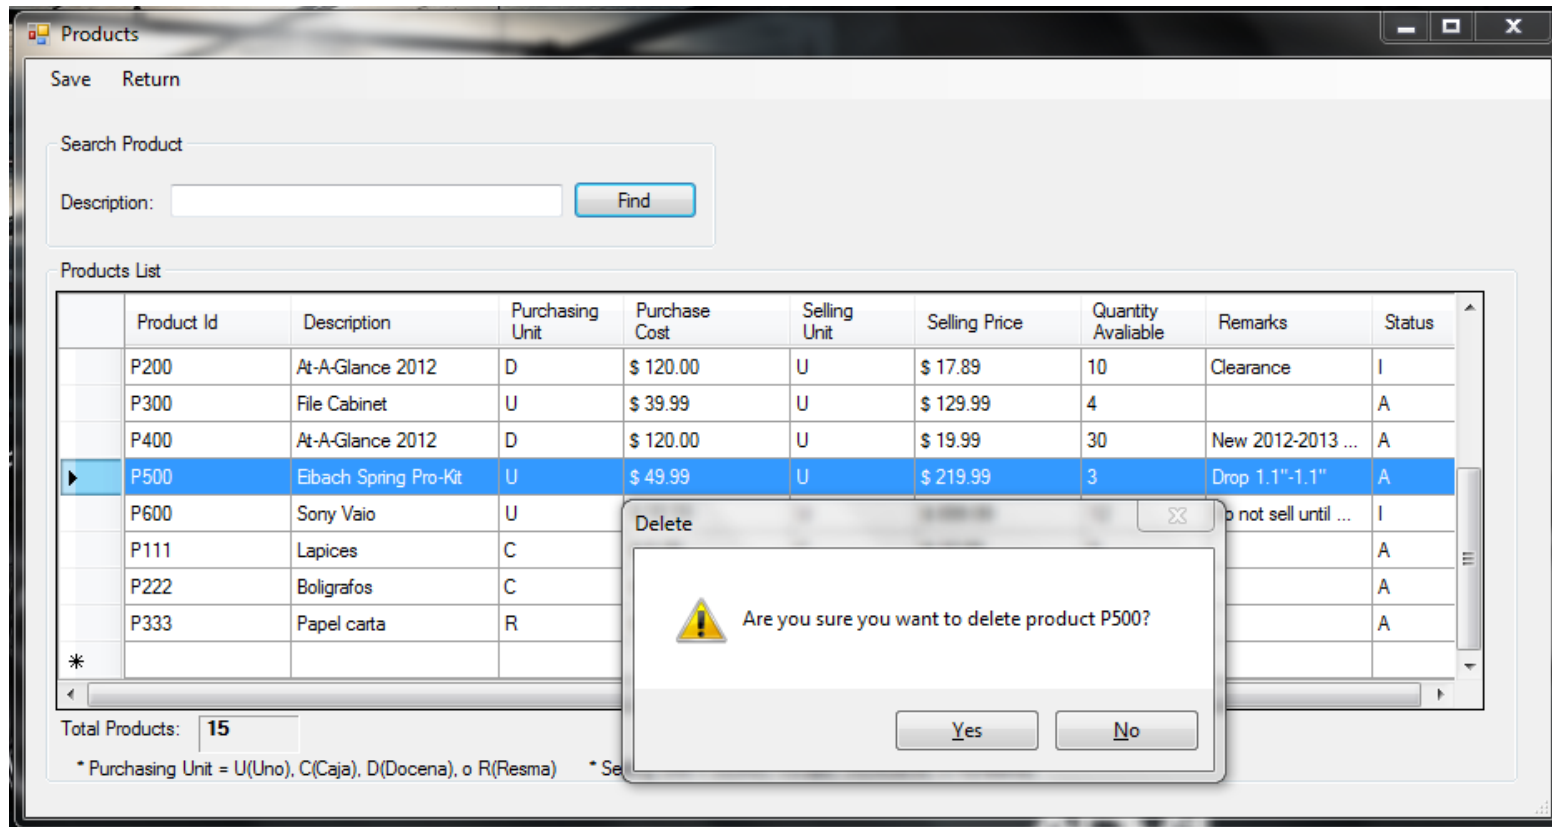 Products
Save Return
Search Product
Description: Find
Products List
Product Id Description Purchasing Unit Purchase Cost Selling Unit Selling Price Quantity Avaliable Remarks Status
P200 At-A-Glance 2012 D $ 120.00 U $ 17.89 10 Clearance I
P300 File Cabinet U $ 39.99 U $ 129.99 4 A
P400 At-A-Glance 2012 D $ 120.00 U $ 19.99 30 New 2012-2013 ... A
P500 Eibach Spring Pro-Kit U $ 49.99 U $ 219.99 3 Drop 1.1"-1.1" A
P600 Sony Vaio U not sell until ... I
P111 Lapices C A
P222 Boligrafos C A
P333 Papel carta R A
Delete
Are you sure you want to delete product P500?
Yes No
Total Products: 15
* Purchasing Unit = U(Uno), C(Caja), D(Docena), o R(Resma) * Se